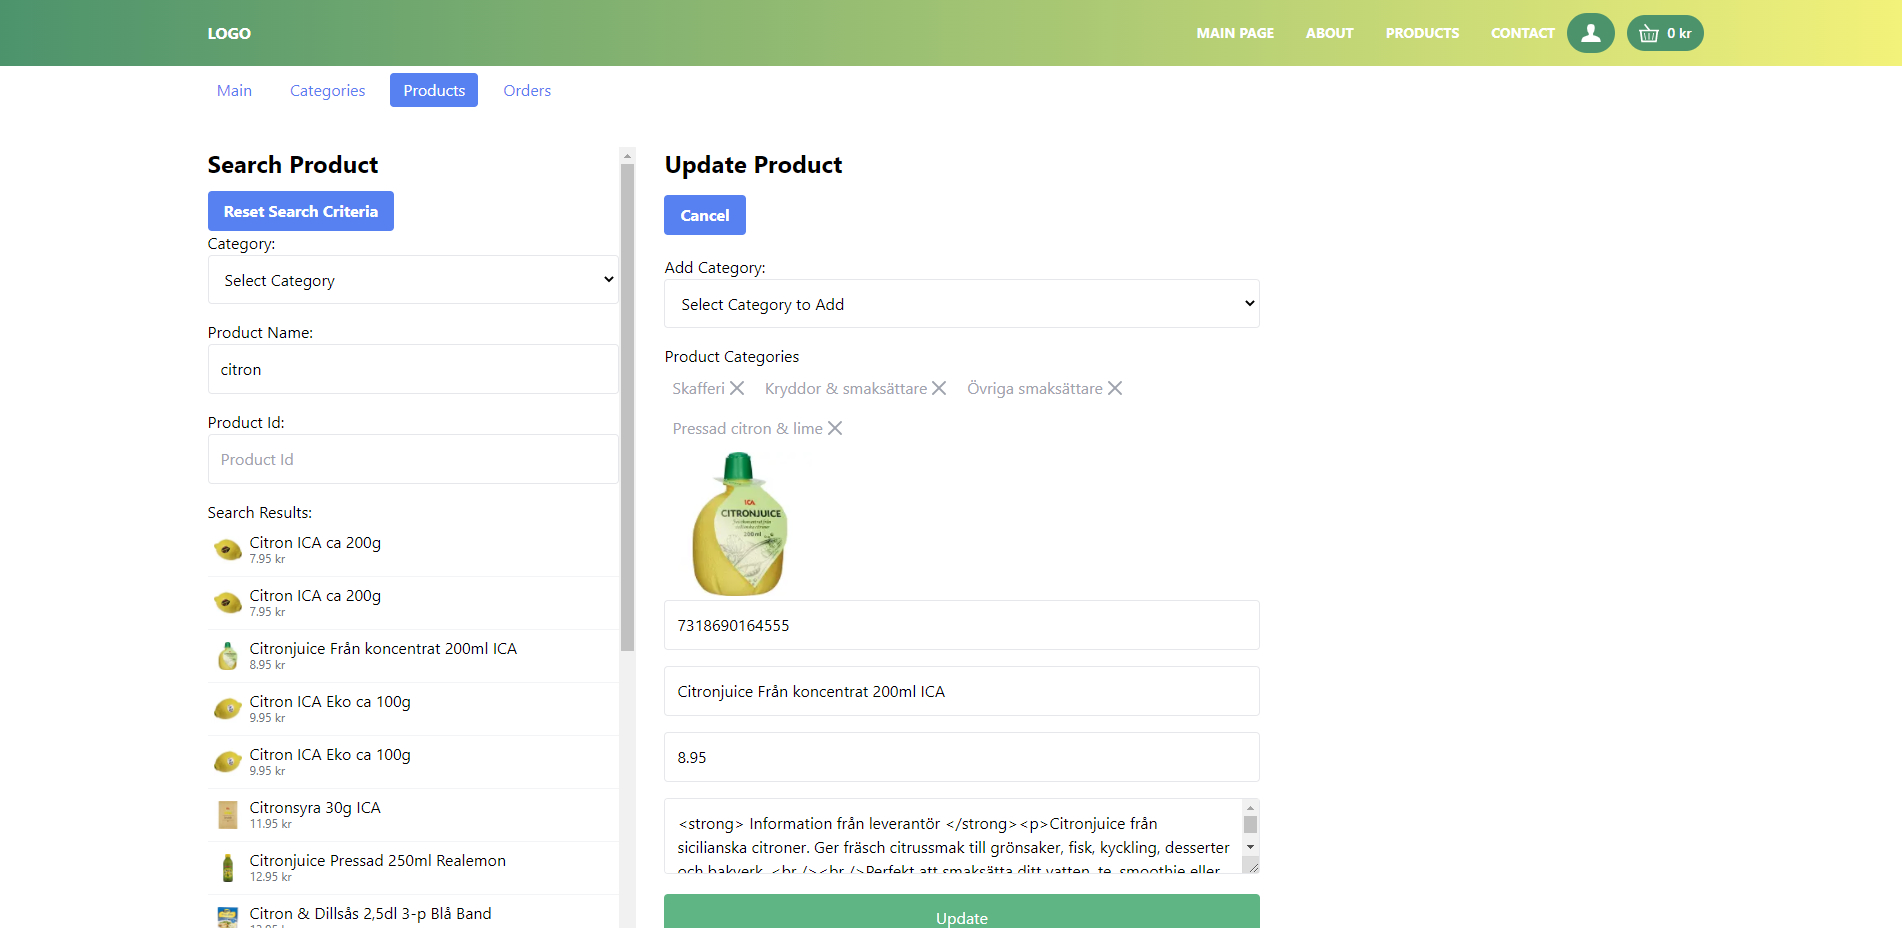 LOGO
MAIN PAGE
ABOUT
PRODUCTS
CONTACT
0 kr
Main
Categories
Products
Orders
Search Product
Reset Search Criteria
Category:
Select Category
Product Name:
citron
Product Id:
Product Id
Search Results:
Citron ICA ca 200g
7.95 kr
Citron ICA ca 200g
7.95 kr
Citronjuice Från koncentrat 200ml ICA
8.95 kr
Citron ICA Eko ca 100g
9.95 kr
Citron ICA Eko ca 100g
9.95 kr
Citronsyra 30g ICA
11.95 kr
Citronjuice Pressad 250ml Realemon
12.95 kr
Citron & Dillsås 2,5dl 3-p Blå Band
Update Product
Cancel
Add Category:
Select Category to Add
Product Categories
Skafferi
Kryddor & smaksättare
Övriga smaksättare
Pressad citron & lime
ICA
CITRONJUICE
200 ml
7318690164555
Citronjuice Från koncentrat 200ml ICA
8.95
<strong> Information från leverantör </strong><p>Citronjuice från
sicilianska citroner. Ger fräsch citrussmak till grönsaker, fisk, kyckling, desserter
och bakverk. <br /><br />Perfekt att smaksätta ditt vatten, te, smoothie eller
Update